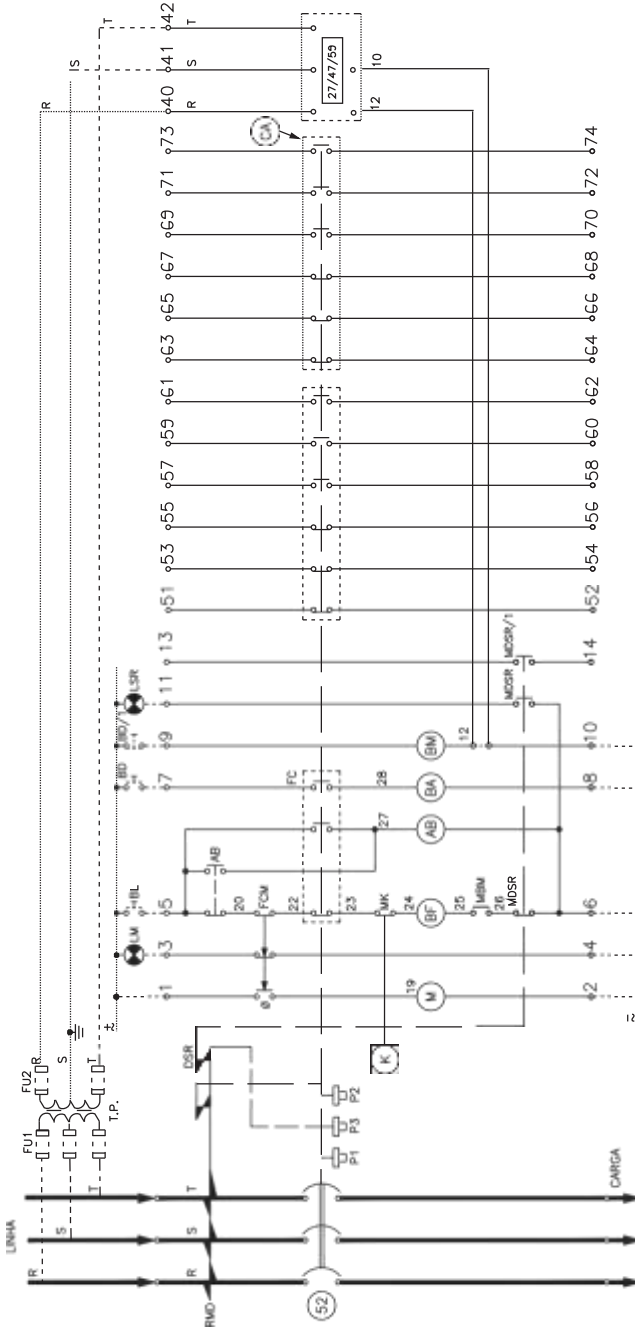 LINHA
R
S
T
FU1
FU2
T.P.
R
S
T
R
S
T
≂
LM
BL
BD
BD/1
LSR
1
3
5
7
9
11
13
51
53
55
57
59
61
63
65
67
69
71
73
40
41
42
R
S
T
RMD
R
S
T
DSR
AB
20
FCM
Ø
22
FC
CA
27/47/59
52
P1
P3
P2
23
27
28
12
10
K
MK
24
19
M
BF
AB
BA
BM
12
25
MBM
26
MDSR
MDSR
MDSR/1
2
4
6
8
10
14
52
54
56
58
60
62
64
66
68
70
72
74
CARGA
≂